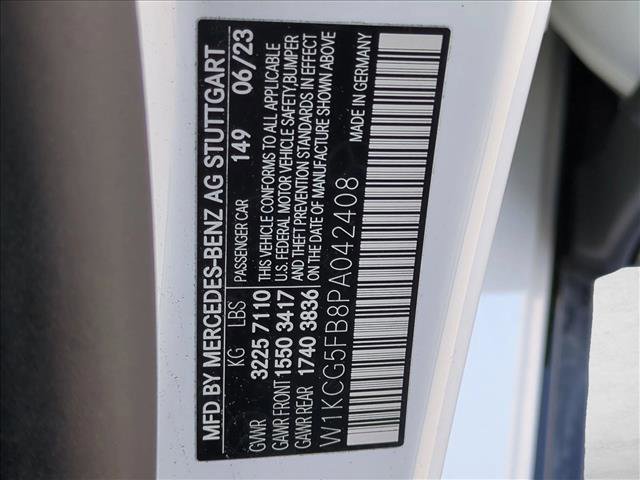 MFD BY MERCEDES-BENZ AG STUTTGART
KG LBS PASSENGER CAR 149 06/23
GVWR 3225 7110
GAWR FRONT 1550 3417
GAWR REAR 1740 3836
THIS VEHICLE CONFORMS TO ALL APPLICABLE
U.S. FEDERAL MOTOR VEHICLE SAFETY,BUMPER
AND THEFT PREVENTION STANDARDS IN EFFECT
ON THE DATE OF MANUFACTURE SHOWN ABOVE
MADE IN GERMANY
W1KCG5FB8PA042408